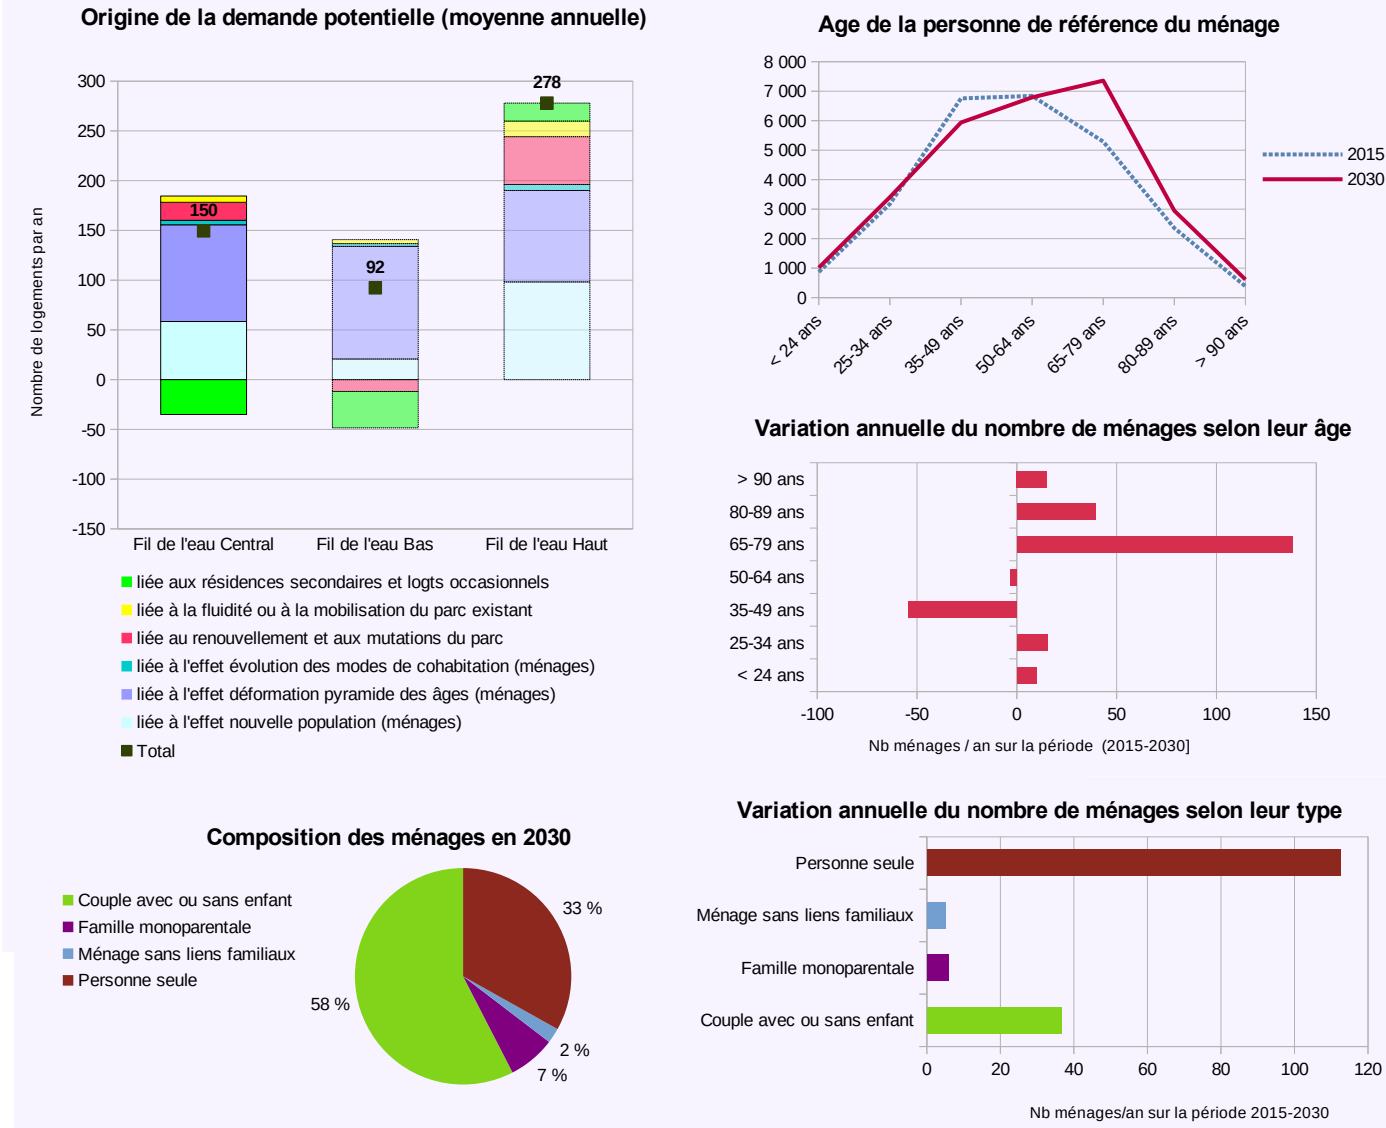 Origine de la demande potentielle (moyenne annuelle)
300
250
200
150
100
50
0
-50
-100
-150
Nombre de logements par an
150
92
278
Fil de l'eau Central
Fil de l'eau Bas
Fil de l'eau Haut
liée aux résidences secondaires et logts occasionnels
liée à la fluidité ou à la mobilisation du parc existant
liée au renouvellement et aux mutations du parc
liée à l'effet évolution des modes de cohabitation (ménages)
liée à l'effet déformation pyramide des âges (ménages)
liée à l'effet nouvelle population (ménages)
Total
Age de la personne de référence du ménage
8 000
7 000
6 000
5 000
4 000
3 000
2 000
1 000
0
< 24 ans
25-34 ans
35-49 ans
50-64 ans
65-79 ans
80-89 ans
> 90 ans
2015
2030
Variation annuelle du nombre de ménages selon leur âge
> 90 ans
80-89 ans
65-79 ans
50-64 ans
35-49 ans
25-34 ans
< 24 ans
-100
-50
0
50
100
150
Nb ménages / an sur la période (2015-2030]
Composition des ménages en 2030
Couple avec ou sans enfant
Famille monoparentale
Ménage sans liens familiaux
Personne seule
33 %
2 %
7 %
58 %
Variation annuelle du nombre de ménages selon leur type
Personne seule
Ménage sans liens familiaux
Famille monoparentale
Couple avec ou sans enfant
0
20
40
60
80
100
120
Nb ménages/an sur la période 2015-2030